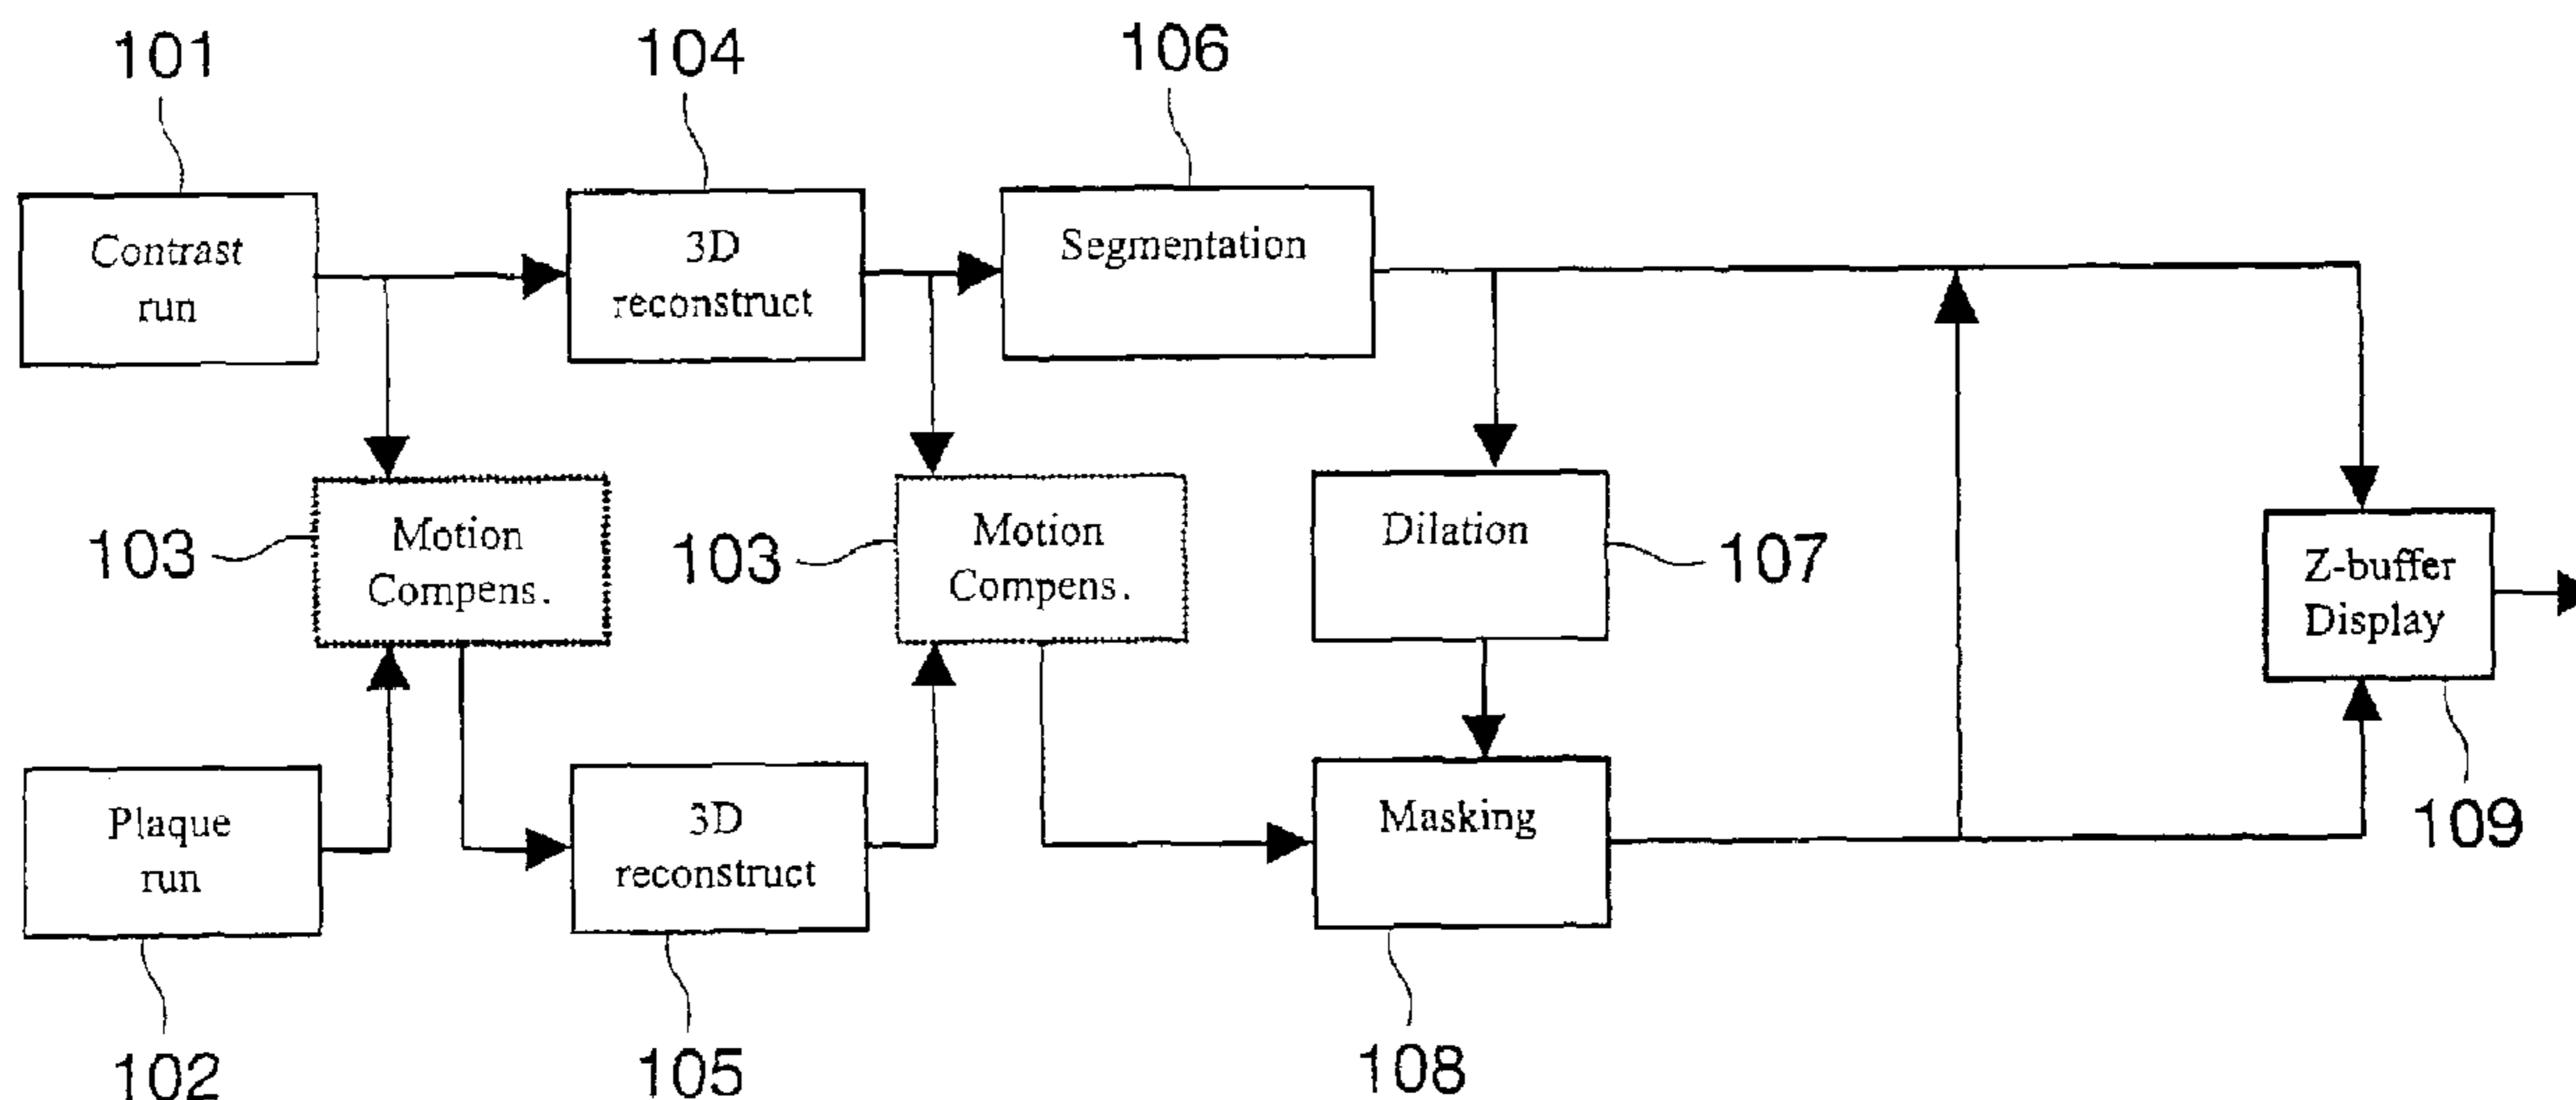 101
104
106
Contrast
run
3D
reconstruct
Segmentation
103
Motion
Compens.
103
Motion
Compens.
Dilation
107
Z-buffer
Display
Plaque
run
3D
reconstruct
Masking
109
102
105
108